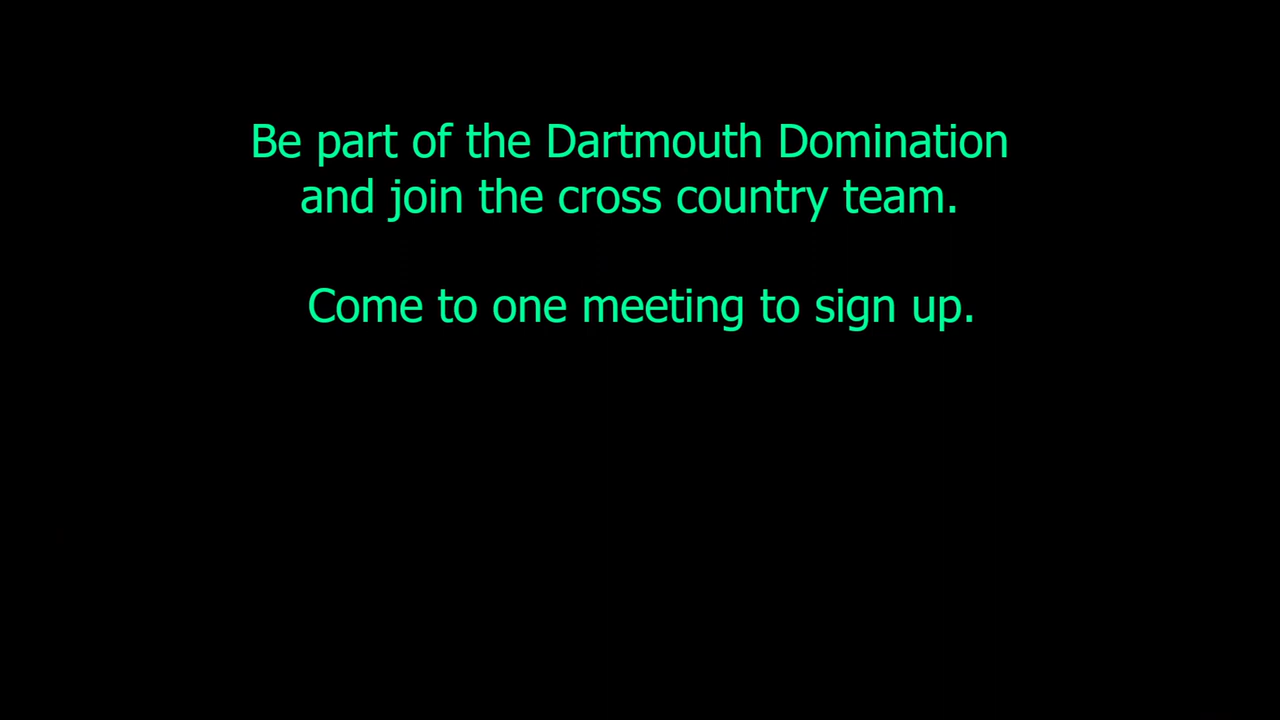 Be part of the Dartmouth Domination
and join the cross country team.
Come to one meeting to sign up.